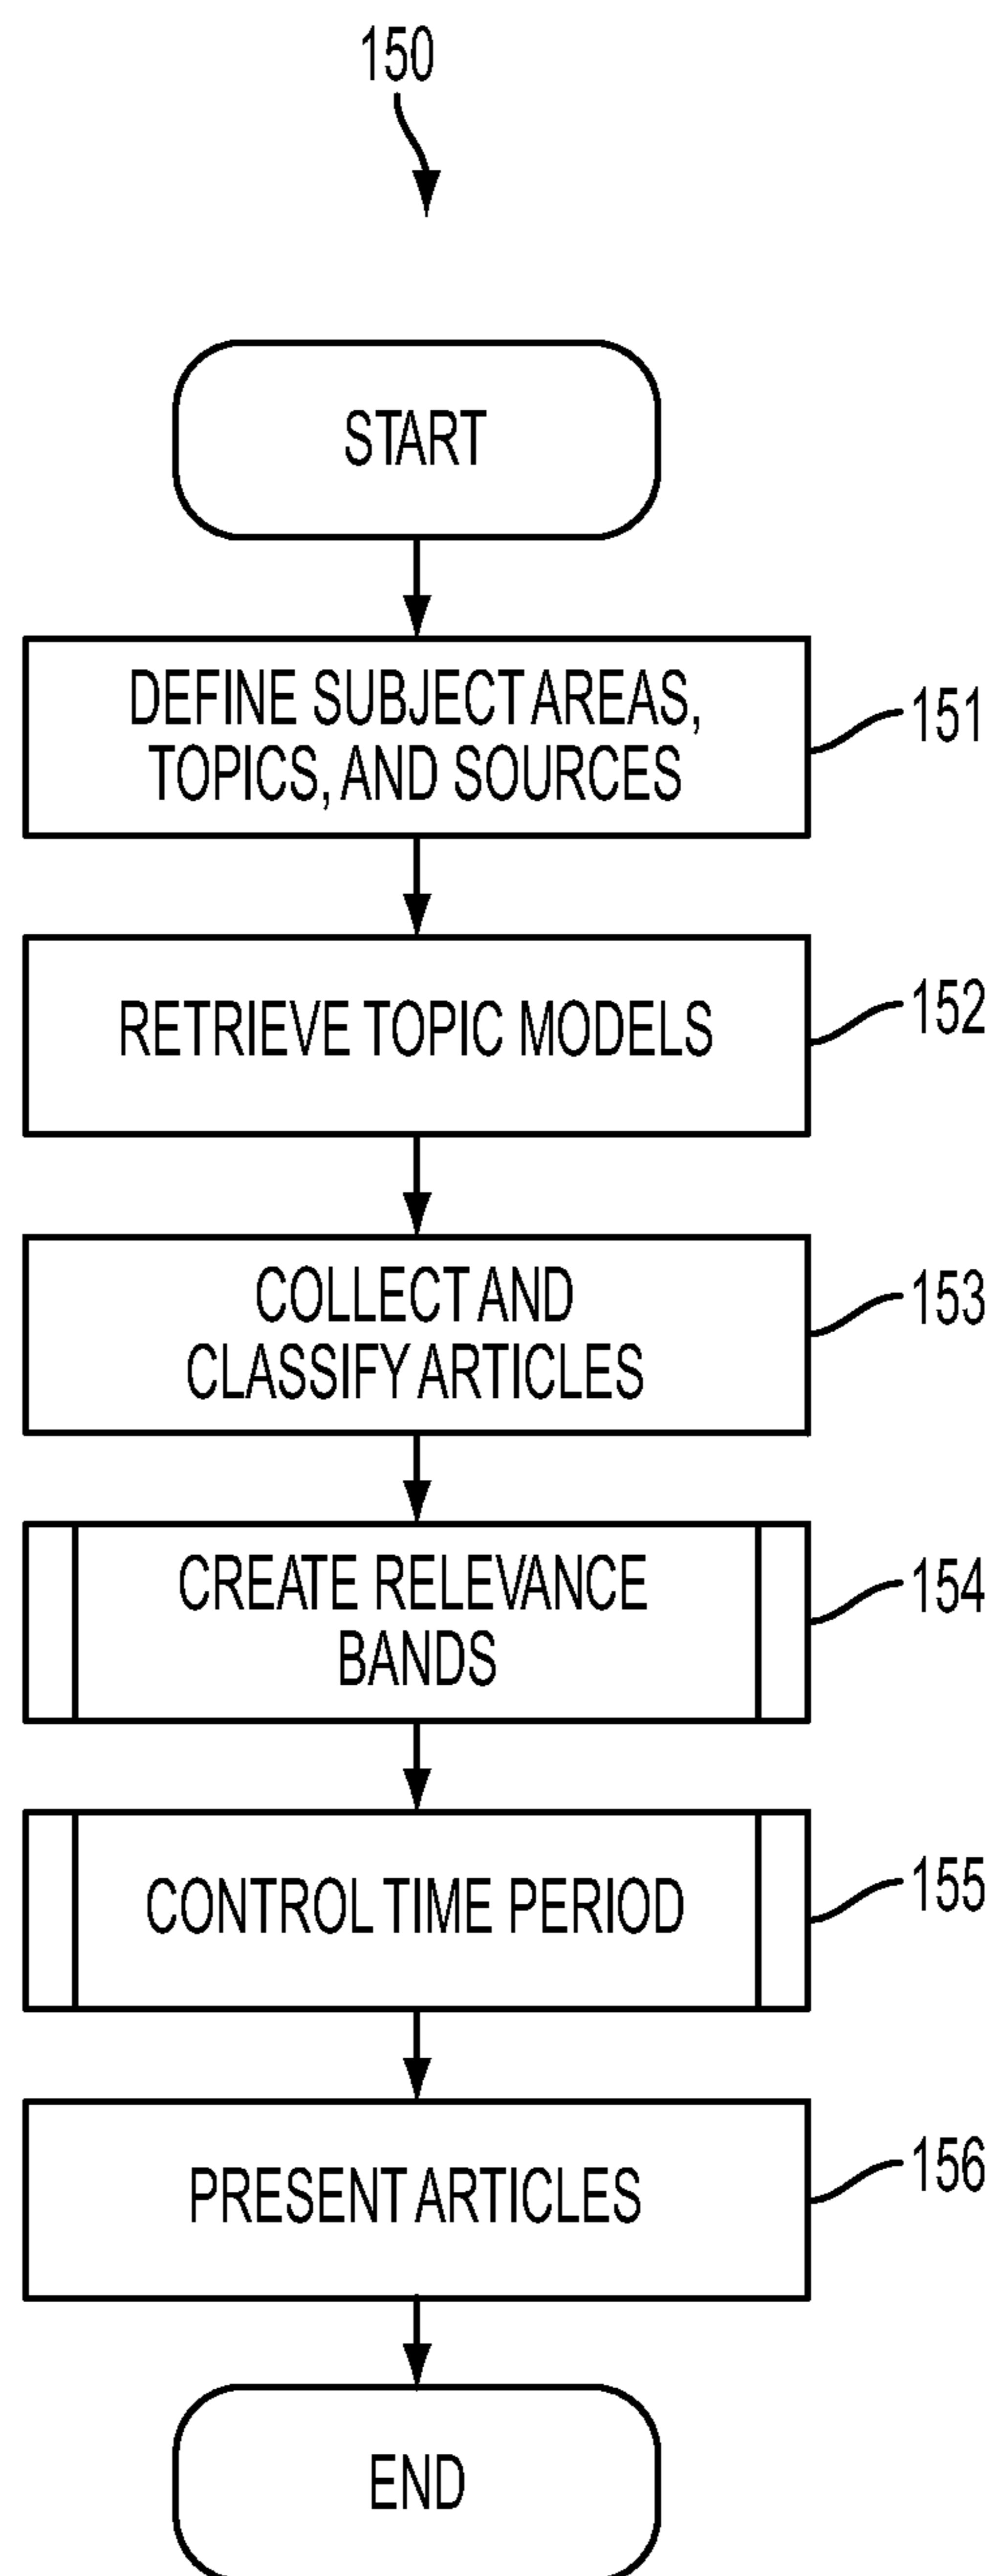 150
START
DEFINE SUBJECT AREAS,
TOPICS, AND SOURCES
151
RETRIEVE TOPIC MODELS
152
COLLECT AND
CLASSIFY ARTICLES
153
CREATE RELEVANCE
BANDS
154
CONTROL TIME PERIOD
155
PRESENT ARTICLES
156
END